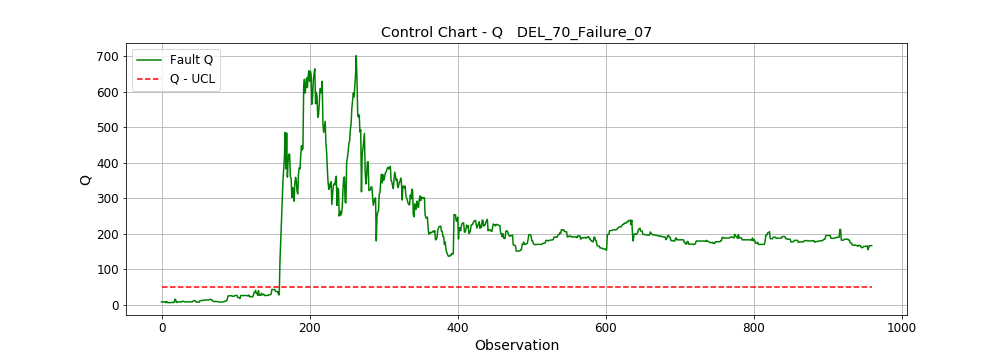 Control Chart - Q   DEL_70_Failure_07
Fault Q
Q - UCL
Q
700
600
500
400
300
200
100
0
0 200 400 600 800 1000
Observation